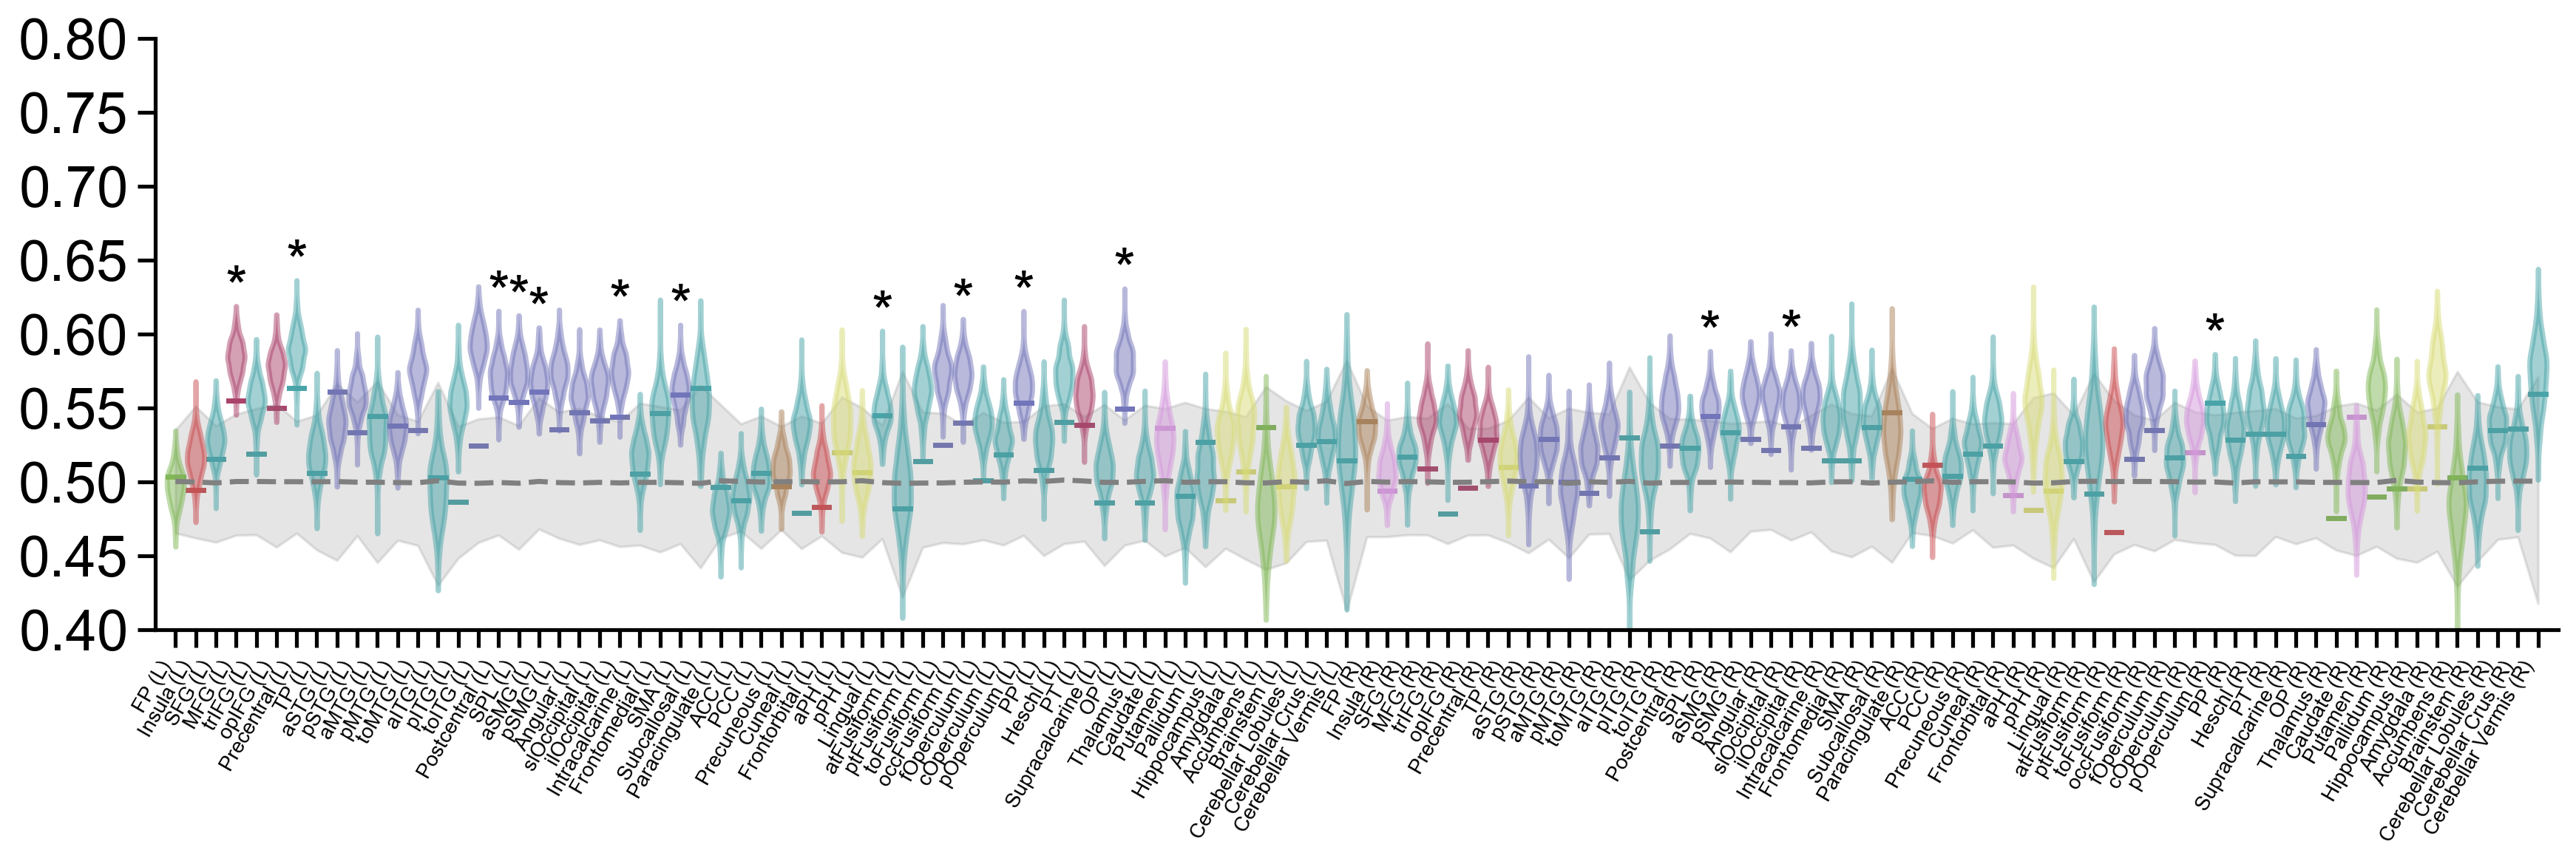 0.80
0.75
0.70
0.65
0.60
0.55
0.50
0.45
0.40
* * * * * * * * * * * * * * *
FP (L)
Insula (L)
SFG (L)
MFG (L)
triFG (L)
opIFG (L)
Precentral (L)
TP (L)
aSTG (L)
pSTG (L)
aMTG (L)
pMTG (L)
toMTG (L)
aITG (L)
pITG (L)
toITG (L)
Postcentral (L)
SPL (L)
aSMG (L)
pSMG (L)
Angular (L)
slOccipital (L)
ilOccipital (L)
Intracalcarine (L)
Frontomedial (L)
SMA (L)
Subcallosal (L)
Paracingulate (L)
ACC (L)
PCC (L)
Precuneous (L)
Cuneal (L)
Frontorbital (L)
aPH (L)
pPH (L)
Lingual (L)
atFusiform (L)
ptFusiform (L)
toFusiform (L)
occFusiform (L)
fOperculum (L)
cOperculum (L)
pOperculum (L)
PP (L)
Heschl (L)
PT (L)
Supracalcarine (L)
OP (L)
Thalamus (L)
Caudate (L)
Putamen (L)
Pallidum (L)
Hippocampus (L)
Amygdala (L)
Accumbens (L)
Brainstem (L)
Cerebellar Lobules (L)
Cerebellar Crus (L)
Cerebellar Vermis (L)
FP (R)
Insula (R)
SFG (R)
MFG (R)
triFG (R)
opIFG (R)
Precentral (R)
TP (R)
aSTG (R)
pSTG (R)
aMTG (R)
pMTG (R)
toMTG (R)
aITG (R)
pITG (R)
toITG (R)
Postcentral (R)
SPL (R)
aSMG (R)
pSMG (R)
Angular (R)
slOccipital (R)
ilOccipital (R)
Intracalcarine (R)
Frontomedial (R)
SMA (R)
Subcallosal (R)
Paracingulate (R)
ACC (R)
PCC (R)
Precuneous (R)
Cuneal (R)
Frontorbital (R)
aPH (R)
pPH (R)
Lingual (R)
atFusiform (R)
ptFusiform (R)
toFusiform (R)
occFusiform (R)
fOperculum (R)
cOperculum (R)
pOperculum (R)
PP (R)
Heschl (R)
PT (R)
Supracalcarine (R)
OP (R)
Thalamus (R)
Caudate (R)
Putamen (R)
Pallidum (R)
Hippocampus (R)
Amygdala (R)
Accumbens (R)
Brainstem (R)
Cerebellar Lobules (R)
Cerebellar Crus (R)
Cerebellar Vermis (R)